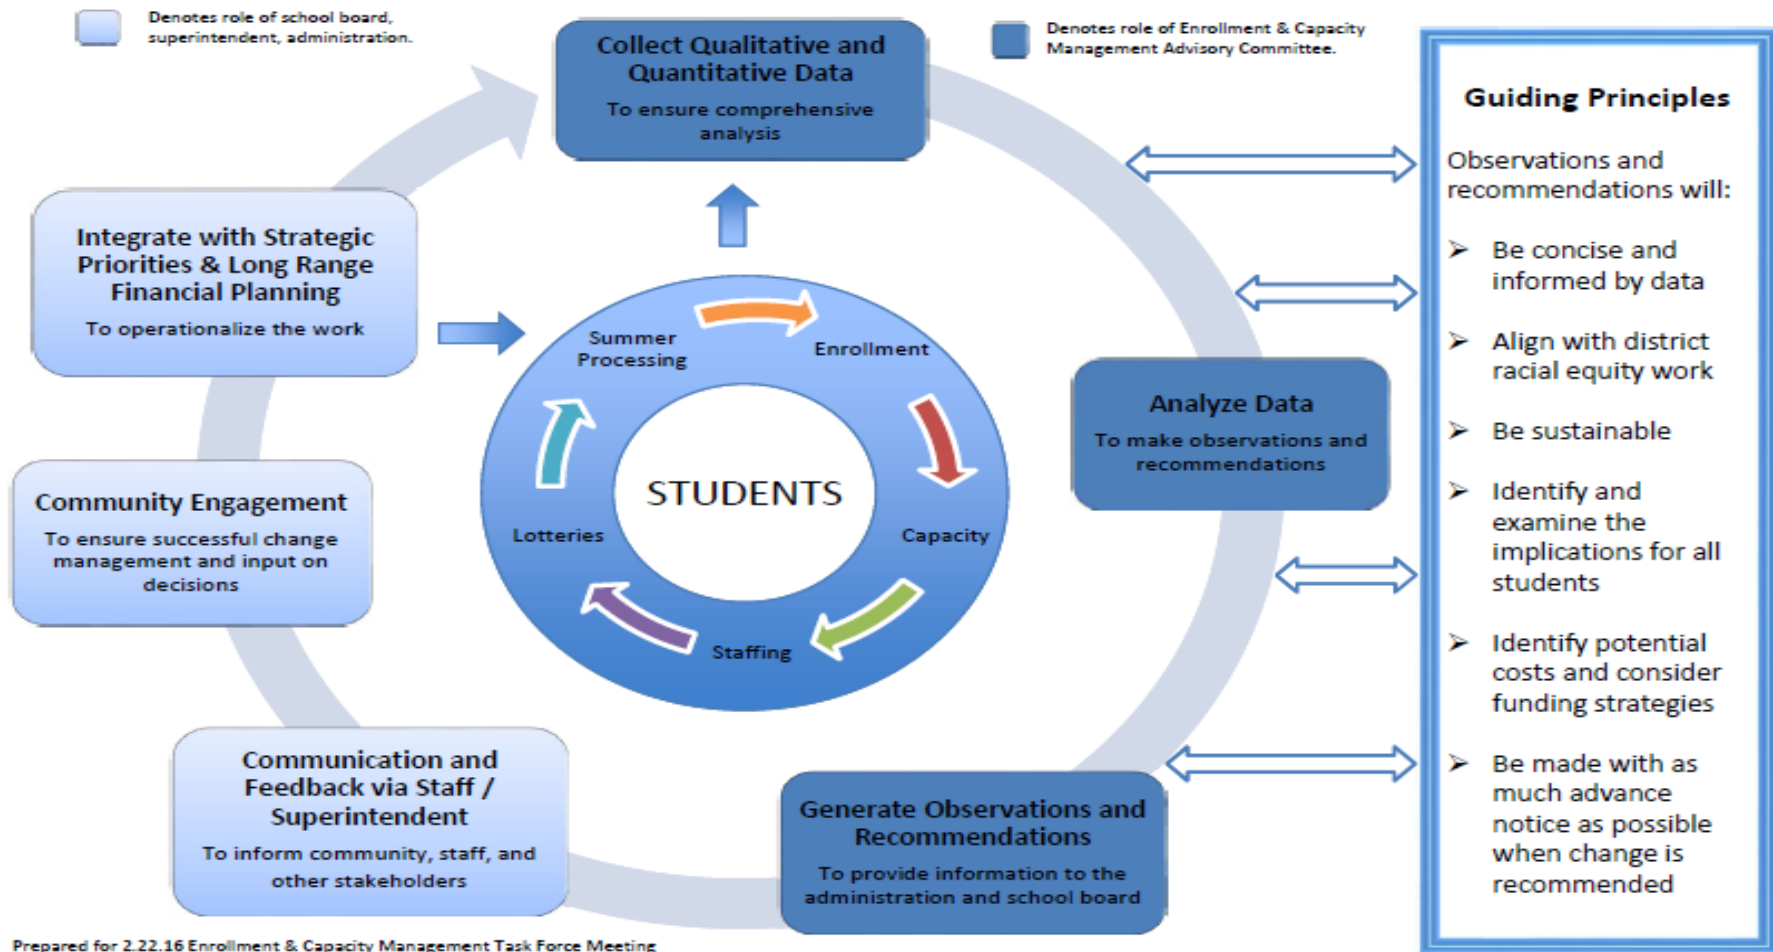 Denotes role of school board,
superintendent, administration.
Denotes role of Enrollment & Capacity
Management Advisory Committee.
Collect Qualitative and
Quantitative Data
To ensure comprehensive
analysis
Integrate with Strategic
Priorities & Long Range
Financial Planning
To operationalize the work
Summer
Processing
Enrollment
STUDENTS
Lotteries
Capacity
Staffing
Analyze Data
To make observations and
recommendations
Community Engagement
To ensure successful change
management and input on
decisions
Communication and
Feedback via Staff /
Superintendent
To inform community, staff, and
other stakeholders
Generate Observations and
Recommendations
To provide information to the
administration and school board
Guiding Principles
Observations and
recommendations will:
➢ Be concise and
informed by data
➢ Align with district
racial equity work
➢ Be sustainable
➢ Identify and
examine the
implications for all
students
➢ Identify potential
costs and consider
funding strategies
➢ Be made with as
much advance
notice as possible
when change is
recommended
Prepared for 2.22.16 Enrollment & Capacity Management Task Force Meeting